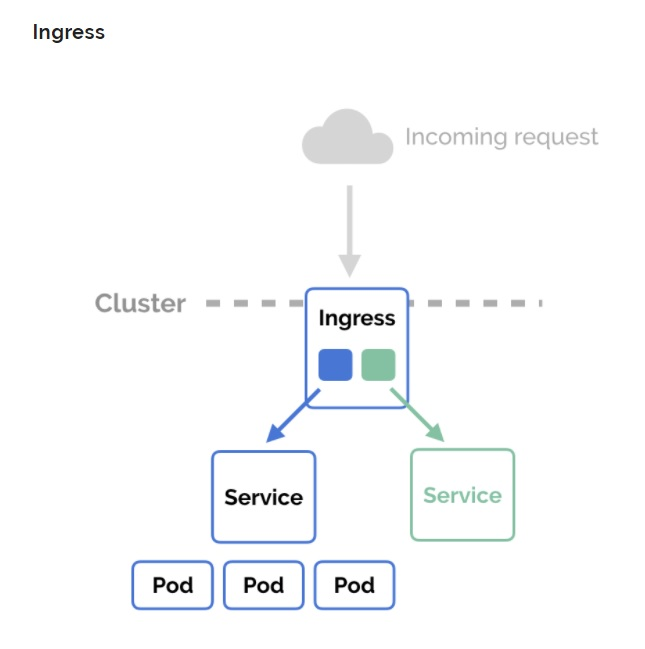 Ingress
Incoming request
Cluster
Ingress
Service
Service
Pod
Pod
Pod